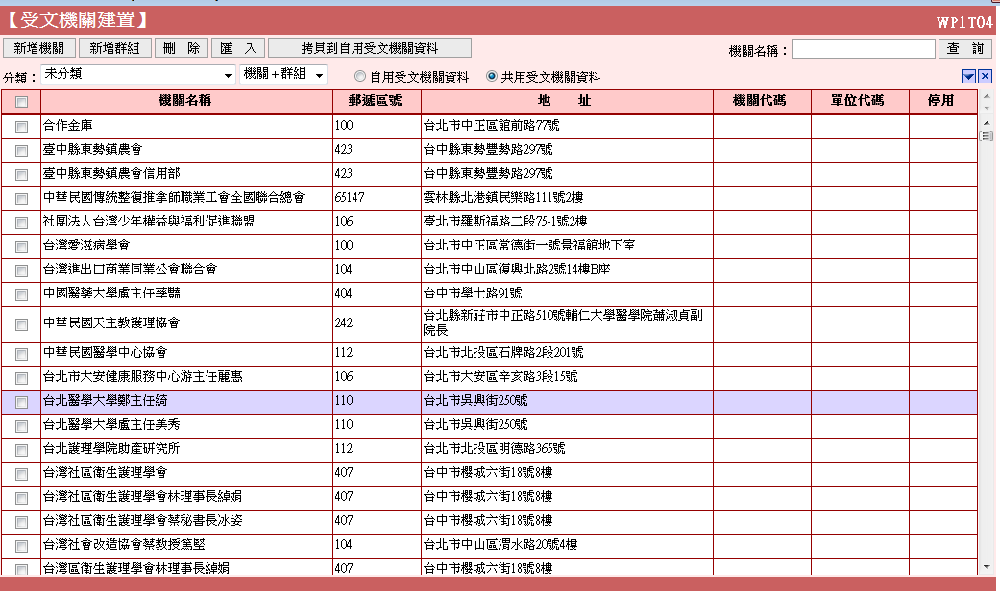 【受文機關建置】 WP1T04
新增機關 新增群組 刪 除 匯 入 拷貝到自用受文機關資料 機關名稱： 查 詢
分類： 未分類 機關+群組 自用受文機關資料 共用受文機關資料
機關名稱 郵遞區號 地 址 機關代碼 單位代碼 停用
合作金庫 100 台北市中正區館前路77號
臺中縣東勢鎮農會 423 台中縣東勢豐勢路297號
臺中縣東勢鎮農會信用部 423 台中縣東勢豐勢路297號
中華民國傳統整復推拿師職業工會全國聯合總會 65147 雲林縣北港鎮民樂路111號2樓
社團法人台灣少年權益與福利促進聯盟 106 臺北市羅斯福路二段75-1號2樓
台灣愛滋病學會 100 台北市中正區常德街一號景福館地下室
台灣進出口商業同業公會聯合會 104 台北市中山區復興北路2號14樓B座
中國醫藥大學盧主任孳豔 404 台中市學士路91號
中華民國天主教護理協會 242 台北縣新莊市中正路510號輔仁大學醫學院蕭淑貞副
院長
中華民國醫學中心協會 112 台北市北投區石牌路2段201號
台北市大安健康服務中心游主任麗惠 106 台北市大安區辛亥路3段15號
台北醫學大學鄭主任綺 110 台北市吳興街250號
台北醫學大學盧主任美秀 110 台北市吳興街250號
台北護理學院助產研究所 112 台北市北投區明德路365號
台灣社區衛生護理學會 407 台中市櫻城六街18號8樓
台灣社區衛生護理學會林理事長綽娟 407 台中市櫻城六街18號8樓
台灣社區衛生護理學會蔡秘書長冰姿 407 台中市櫻城六街18號8樓
台灣社會改造協會蔡教授篤堅 104 台北市中山區渭水路20號4樓
台灣區衛生護理學會林理事長綽娟 407 台中市櫻城六街18號8樓